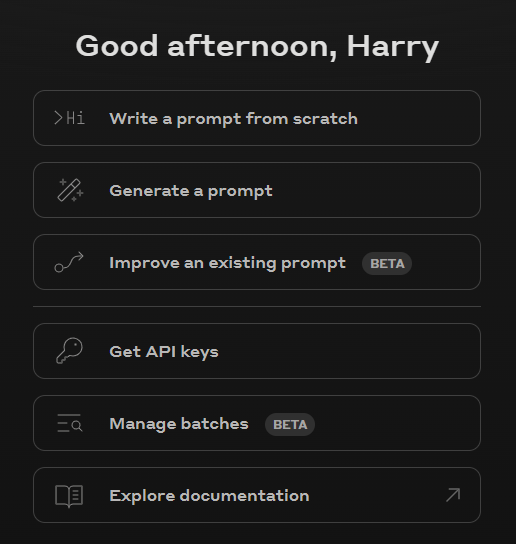 Good afternoon, Harry
>Hi Write a prompt from scratch
Generate a prompt
Improve an existing prompt BETA
Get API keys
Manage batches BETA
Explore documentation